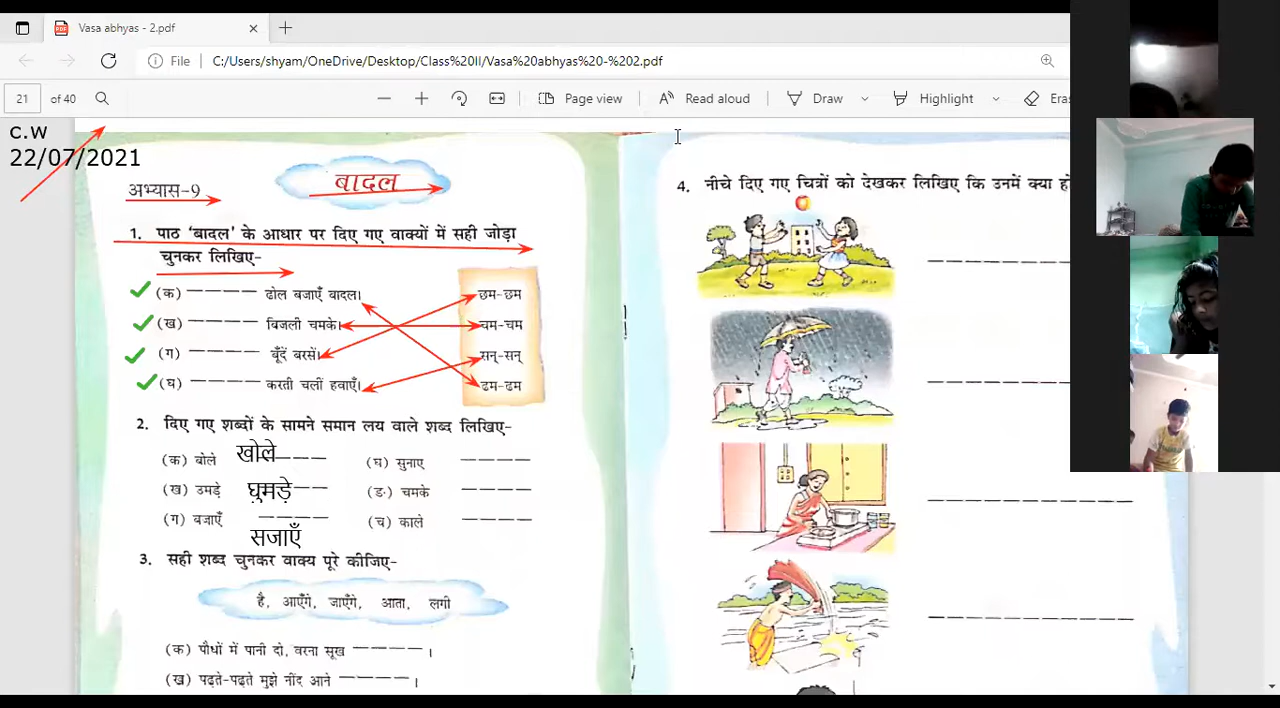 Vasa abhyas - 2.pdf
File | C:/Users/shyam/OneDrive/Desktop/Class%20II/Vasa%20abhyas%20-%202.pdf
21 of 40 Page view Read aloud Draw Highlight Eras
c.w
22/07/2021
बादल
अभ्यास-9
1. पाठ ‘बादल’ के आधार पर दिए गए वाक्यों में सही जोड़ा
चुनकर लिखिए-
(क) ———— ढोल बजाएँ बादल। छम-छम
(ख) ———— बिजली चमके। चम-चम
(ग) ———— बूँदें बरसें। सन्-सन्
(घ) ———— करती चलीं हवाएँ। ढम-ढम
2. दिए गए शब्दों के सामने समान लय वाले शब्द लिखिए-
(क) बोले खोले (घ) सुनाए ————
(ख) उमड़े घुमड़े (ङ) चमके ————
(ग) बजाएँ सजाएँ (च) काले ————
3. सही शब्द चुनकर वाक्य पूरे कीजिए-
है, आएँगे, जाएँगे, आता, लगी
(क) पौधों में पानी दो, वरना सूख ————।
(ख) पढ़ते-पढ़ते मुझे नींद आने ————।
4. नीचे दिए गए चित्रों को देखकर लिखिए कि उनमें क्या हो